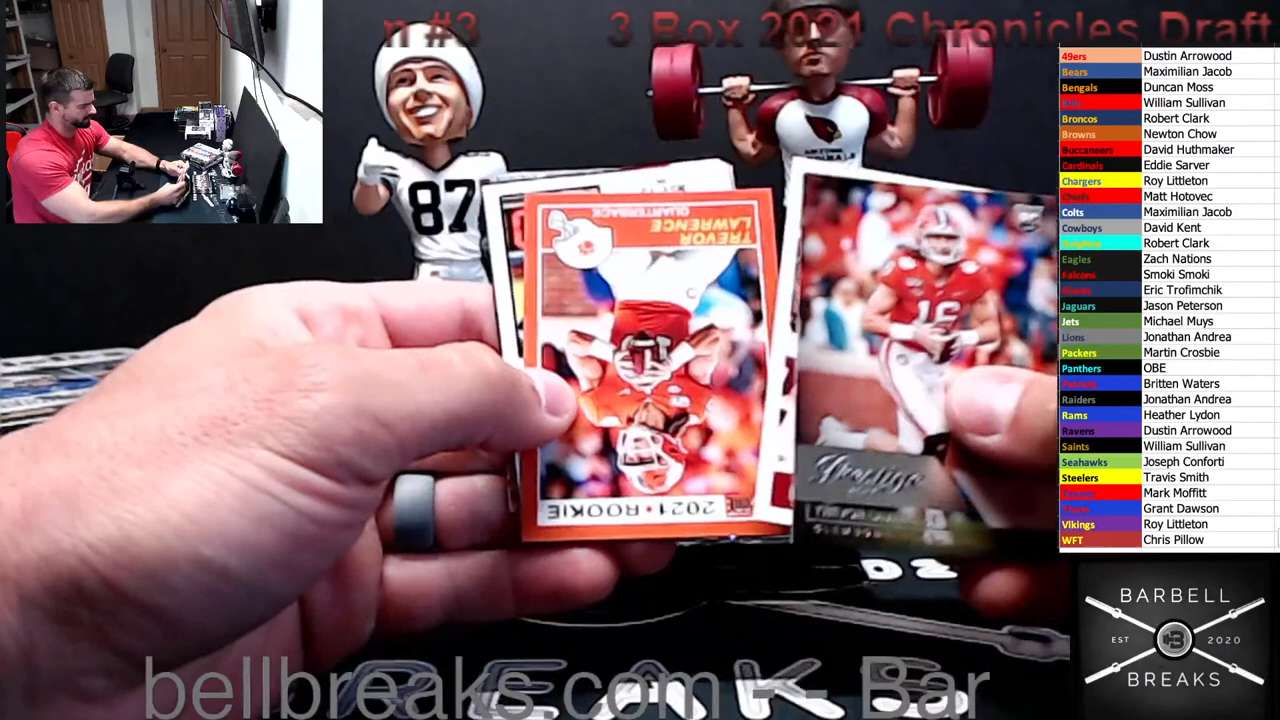 n #3 3 Box 2021 Chronicles Draft
49ers Dustin Arrowood
Bears Maximilian Jacob
Bengals Duncan Moss
Bills William Sullivan
Broncos Robert Clark
Browns Newton Chow
Buccaneers David Huthmaker
Cardinals Eddie Sarver
Chargers Roy Littleton
Chiefs Matt Hotovec
Colts Maximilian Jacob
Cowboys David Kent
Dolphins Robert Clark
Eagles Zach Nations
Falcons Smoki Smoki
Giants Eric Trofimchik
Jaguars Jason Peterson
Jets Michael Muys
Lions Jonathan Andrea
Packers Martin Crosbie
Panthers OBE
Patriots Britten Waters
Raiders Jonathan Andrea
Rams Heather Lydon
Ravens Dustin Arrowood
Saints William Sullivan
Seahawks Joseph Conforti
Steelers Travis Smith
Texans Mark Moffitt
Titans Grant Dawson
Vikings Roy Littleton
WFT Chris Pillow
87
TREVOR
LAWRENCE
QUARTERBACK
2021 • ROOKIE
16
Prestige
BARBELL
EST 2020
BREAKS
BREAKS
bellbreaks.com - - Bar